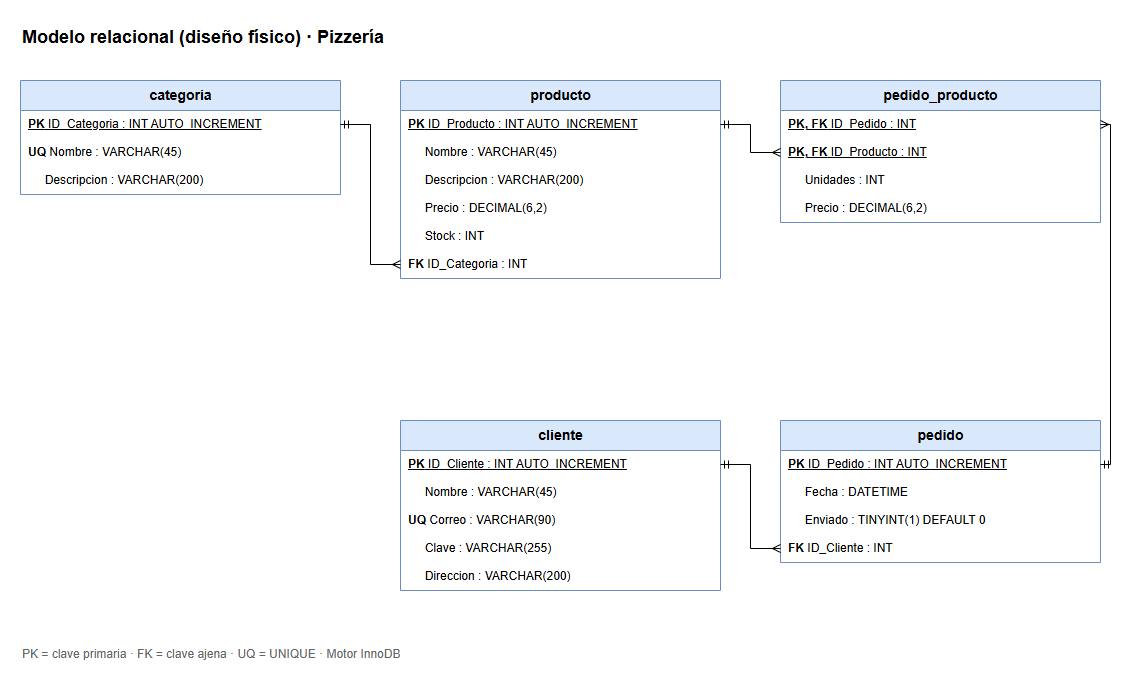 Modelo relacional (diseño físico) · Pizzería
categoria
PK ID_Categoria : INT AUTO_INCREMENT
UQ Nombre : VARCHAR(45)
Descripcion : VARCHAR(200)
producto
PK ID_Producto : INT AUTO_INCREMENT
Nombre : VARCHAR(45)
Descripcion : VARCHAR(200)
Precio : DECIMAL(6,2)
Stock : INT
FK ID_Categoria : INT
pedido_producto
PK, FK ID_Pedido : INT
PK, FK ID_Producto : INT
Unidades : INT
Precio : DECIMAL(6,2)
cliente
PK ID_Cliente : INT AUTO_INCREMENT
Nombre : VARCHAR(45)
UQ Correo : VARCHAR(90)
Clave : VARCHAR(255)
Direccion : VARCHAR(200)
pedido
PK ID_Pedido : INT AUTO_INCREMENT
Fecha : DATETIME
Enviado : TINYINT(1) DEFAULT 0
FK ID_Cliente : INT
PK = clave primaria · FK = clave ajena · UQ = UNIQUE · Motor InnoDB